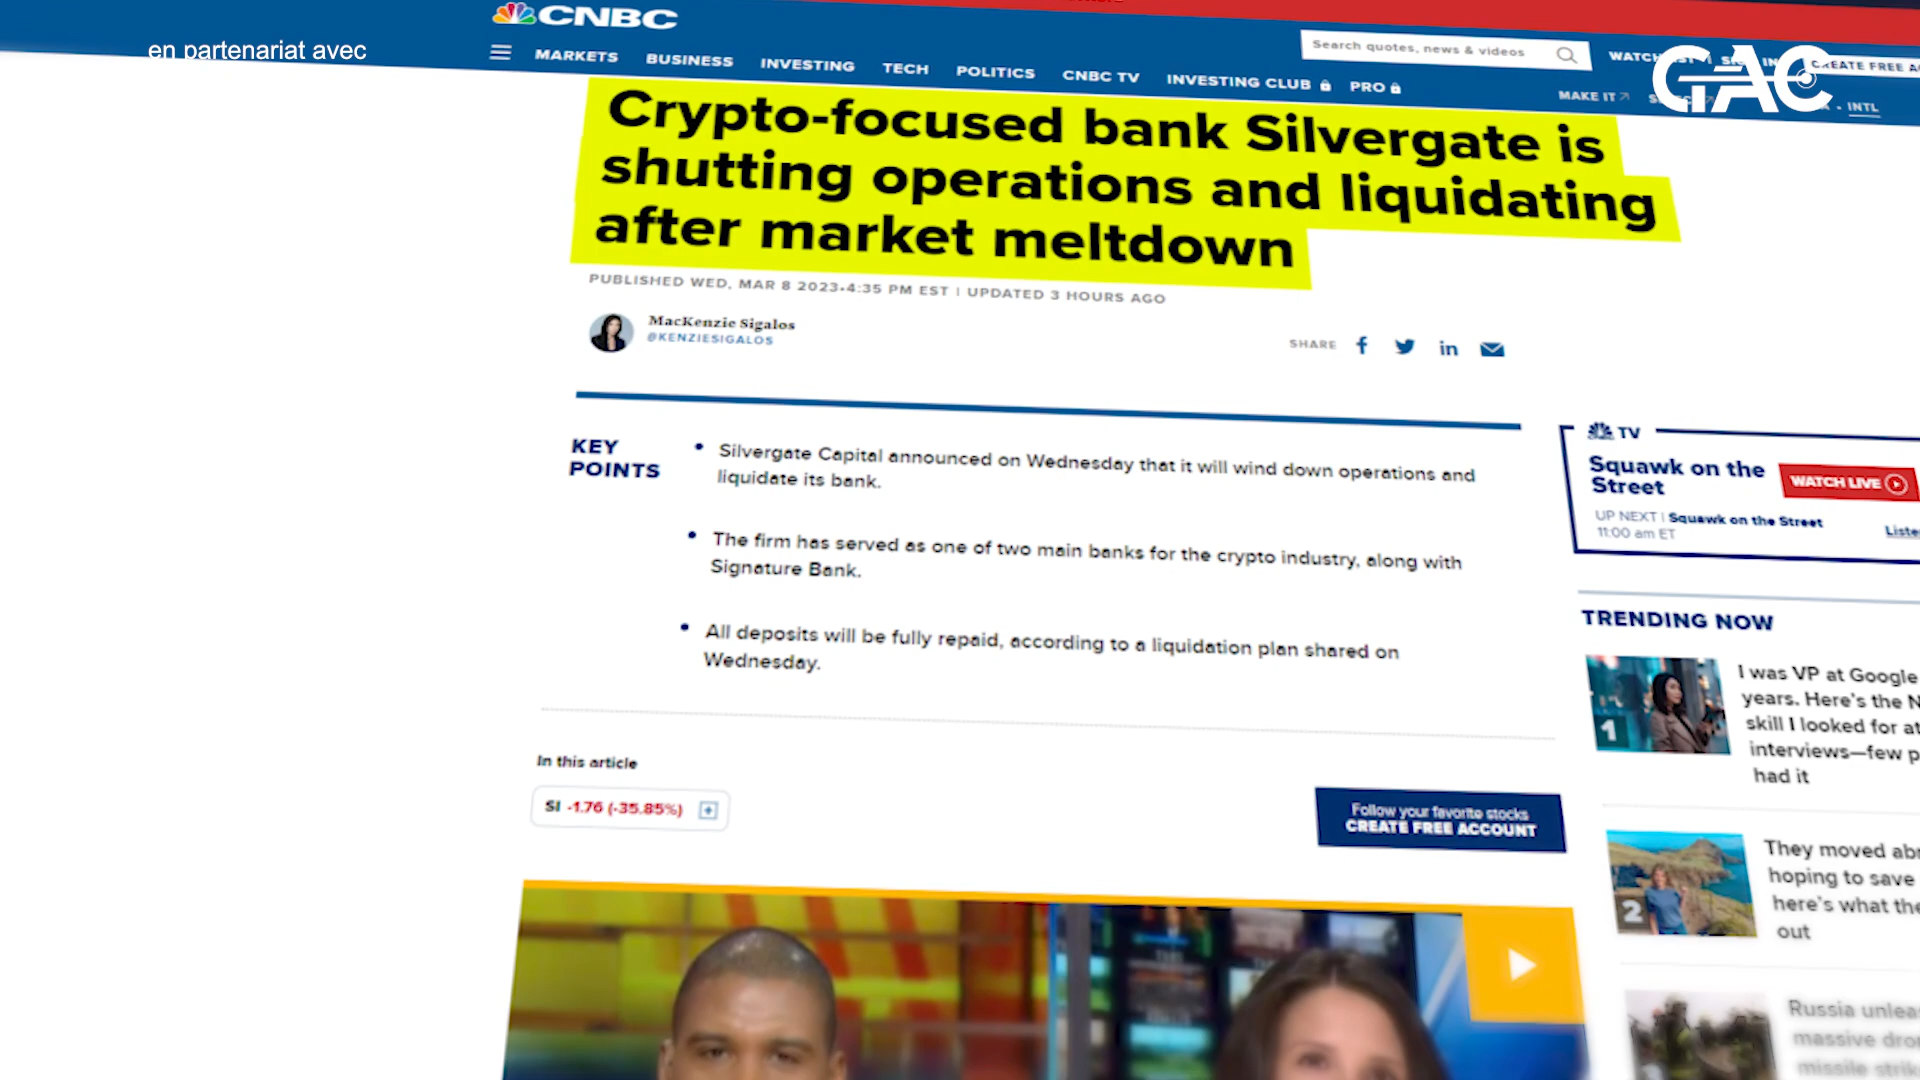 en partenariat avec
GAC
CNBC
MARKETS BUSINESS INVESTING TECH POLITICS CNBC TV INVESTING CLUB PRO
Search quotes, news & videos
CREATE FREE
MAKE IT
INTL
Crypto-focused bank Silvergate is
shutting operations and liquidating
after market meltdown
PUBLISHED WED, MAR 8 2023•4:35 PM EST | UPDATED 3 HOURS AGO
MacKenzie Sigalos
@KENZIESIGALOS
SHARE
KEY
POINTS
• Silvergate Capital announced on Wednesday that it will wind down operations and
liquidate its bank.
• The firm has served as one of two main banks for the crypto industry, along with
Signature Bank.
• All deposits will be fully repaid, according to a liquidation plan shared on
Wednesday.
In this article
SI -1.76 (-35.85%)
Follow your favorite stocks
CREATE FREE ACCOUNT
TV
Squawk on the
Street
WATCH LIVE
UP NEXT | Squawk on the Street
11:00 am ET
TRENDING NOW
1
I was VP at Google
years. Here's the
skill I looked for
interviews—few
had it
2
They moved
hoping to save
here's what
out
Russia
massive
missile